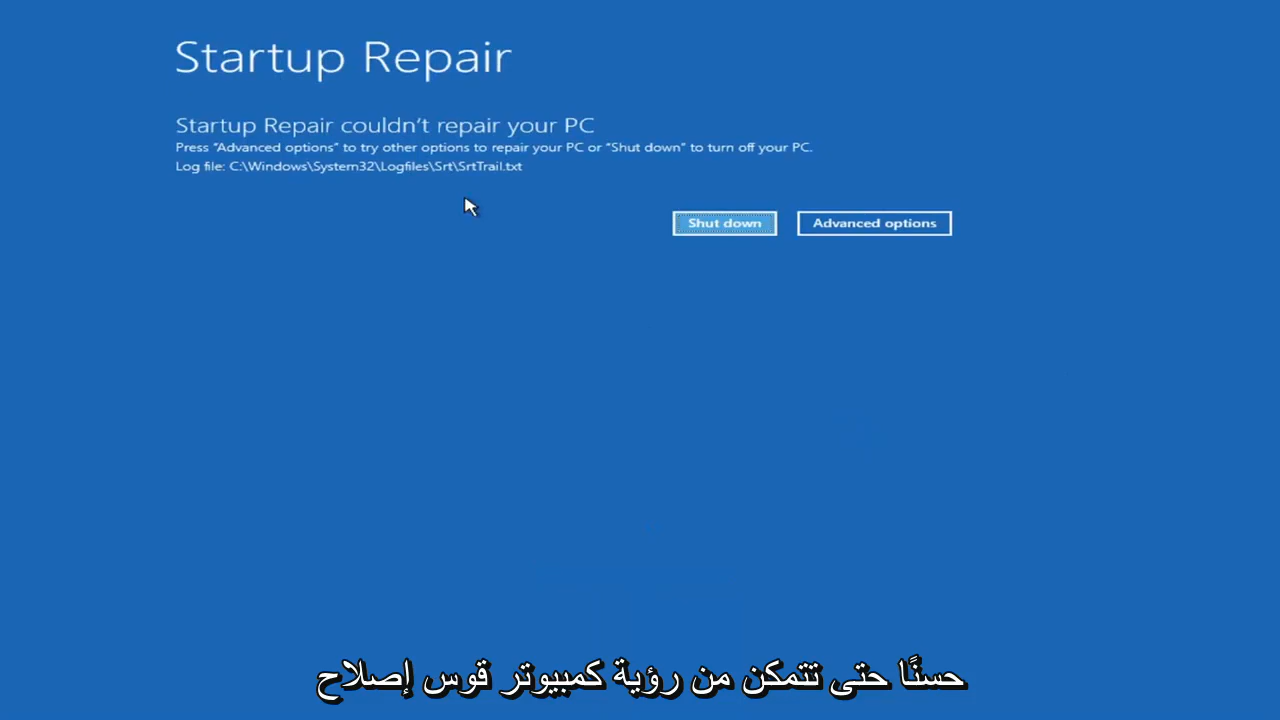 Startup Repair
Startup Repair couldn’t repair your PC
Press “Advanced options” to try other options to repair your PC or “Shut down” to turn off your PC.
Log file: C:\Windows\System32\Logfiles\Srt\SrtTrail.txt
Shut down Advanced options
حسنًا حتى تتمكن من رؤية كمبيوتر قوس إصلاح